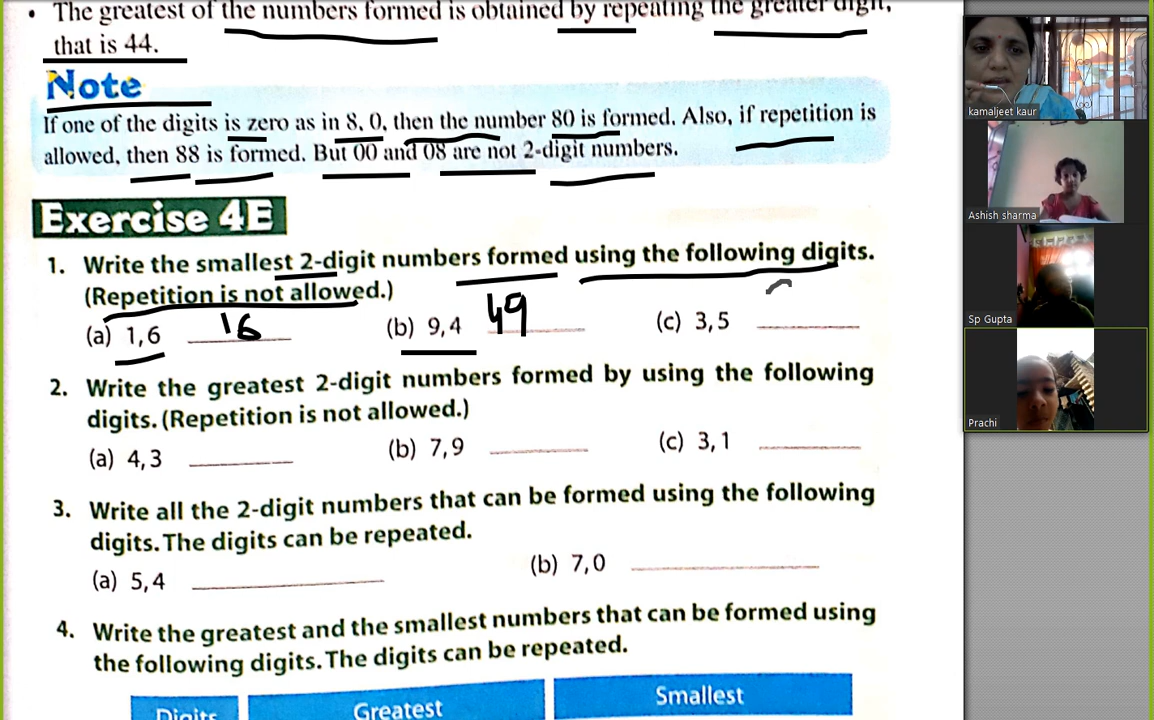 • The greatest of the numbers formed is obtained by repeating the greater digit,
that is 44.
Note
If one of the digits is zero as in 8, 0, then the number 80 is formed. Also, if repetition is
allowed, then 88 is formed. But 00 and 08 are not 2-digit numbers.
Exercise 4E
1. Write the smallest 2-digit numbers formed using the following digits.
(Repetition is not allowed.)
(a) 1,6 16 (b) 9,4 49 (c) 3,5
2. Write the greatest 2-digit numbers formed by using the following
digits. (Repetition is not allowed.)
(a) 4,3 (b) 7,9 (c) 3,1
3. Write all the 2-digit numbers that can be formed using the following
digits. The digits can be repeated.
(a) 5,4 (b) 7,0
4. Write the greatest and the smallest numbers that can be formed using
the following digits. The digits can be repeated.
Digits Greatest Smallest
kamaljeet kaur
Ashish sharma
Sp Gupta
Prachi